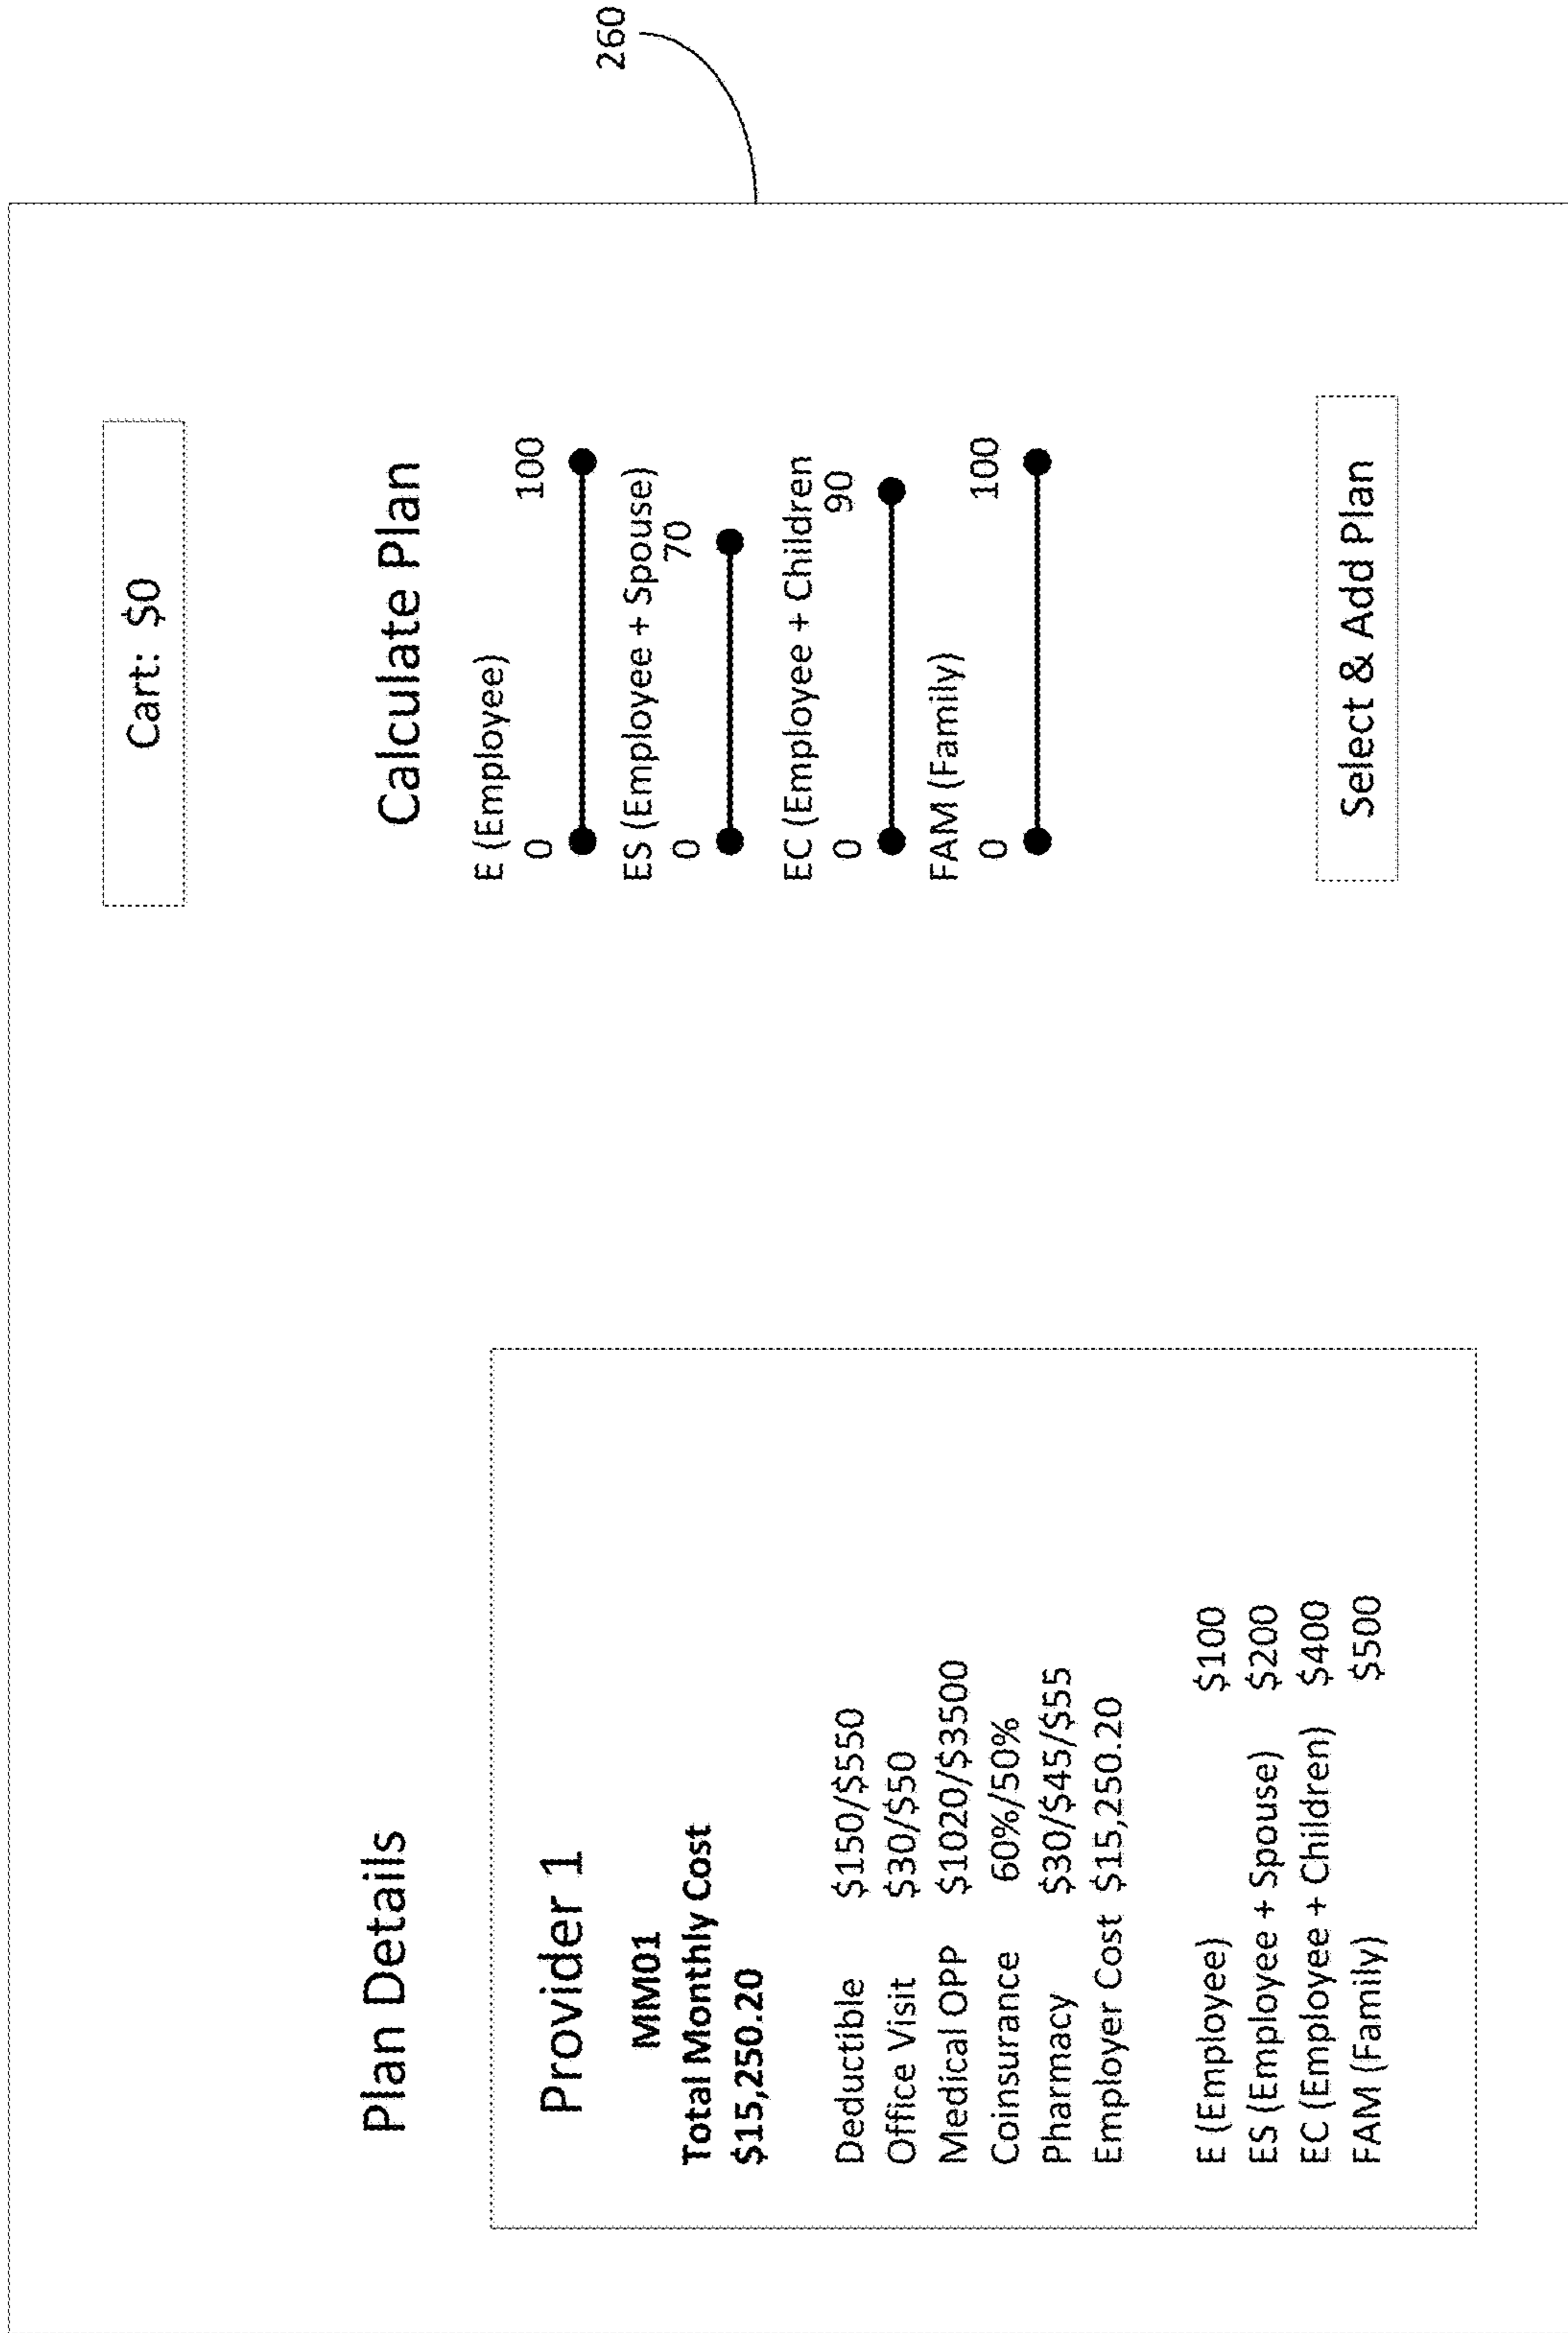 260
Cart: $0
Plan Details
Calculate Plan
Provider 1
MM01
Total Monthly Cost
$15,250.20
Deductible $150/$550
Office Visit $30/$50
Medical OPP $1020/$3500
Coinsurance 60%/50%
Pharmacy $30/$45/$55
Employer Cost $15,250.20
E (Employee) $100
ES (Employee + Spouse) $200
EC (Employee + Children) $400
FAM (Family) $500
E (Employee)
0 100
ES (Employee + Spouse)
0 70
EC (Employee + Children
0 90
FAM (Family)
0 100
Select & Add Plan